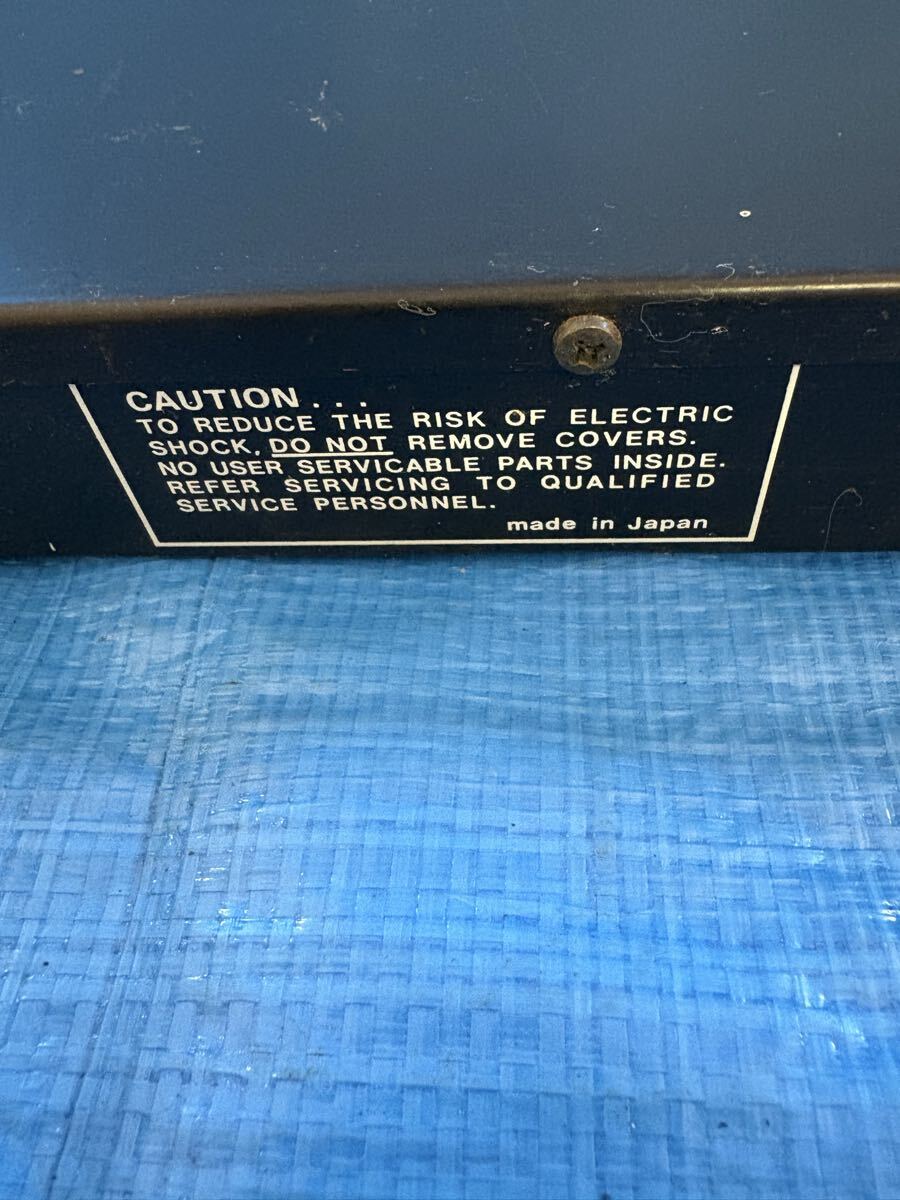 CAUTION...
TO REDUCE THE RISK OF ELECTRIC
SHOCK, DO NOT REMOVE COVERS.
NO USER SERVICABLE PARTS INSIDE.
REFER SERVICING TO QUALIFIED
SERVICE PERSONNEL.
made in Japan